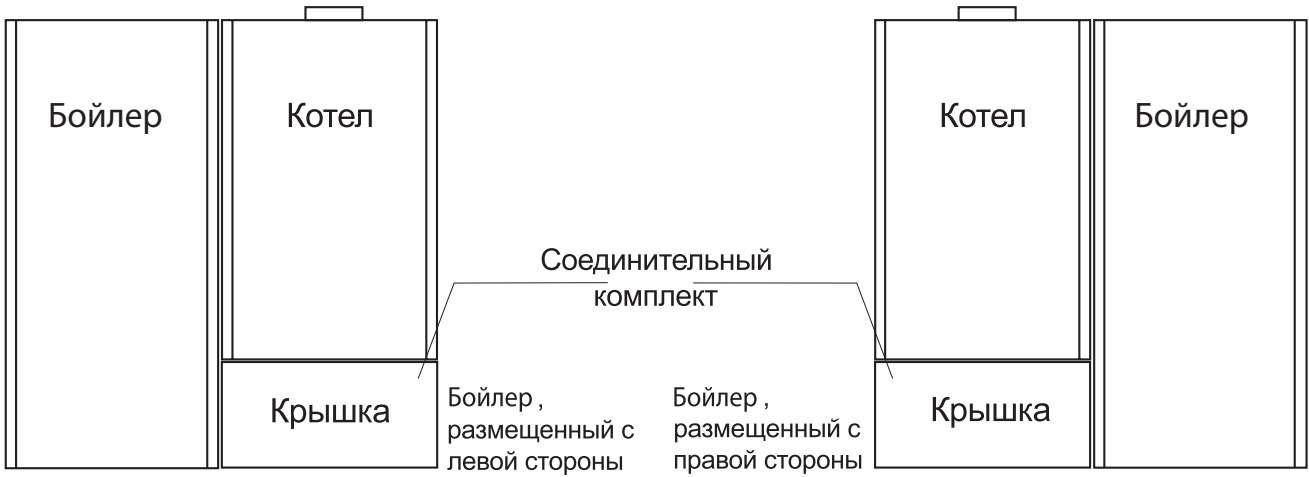 Бойлер
Котел
Котел
Бойлер
Соединительный
комплект
Крышка
Бойлер ,
размещенный с
левой стороны
Бойлер ,
размещенный с
правой стороны
Крышка